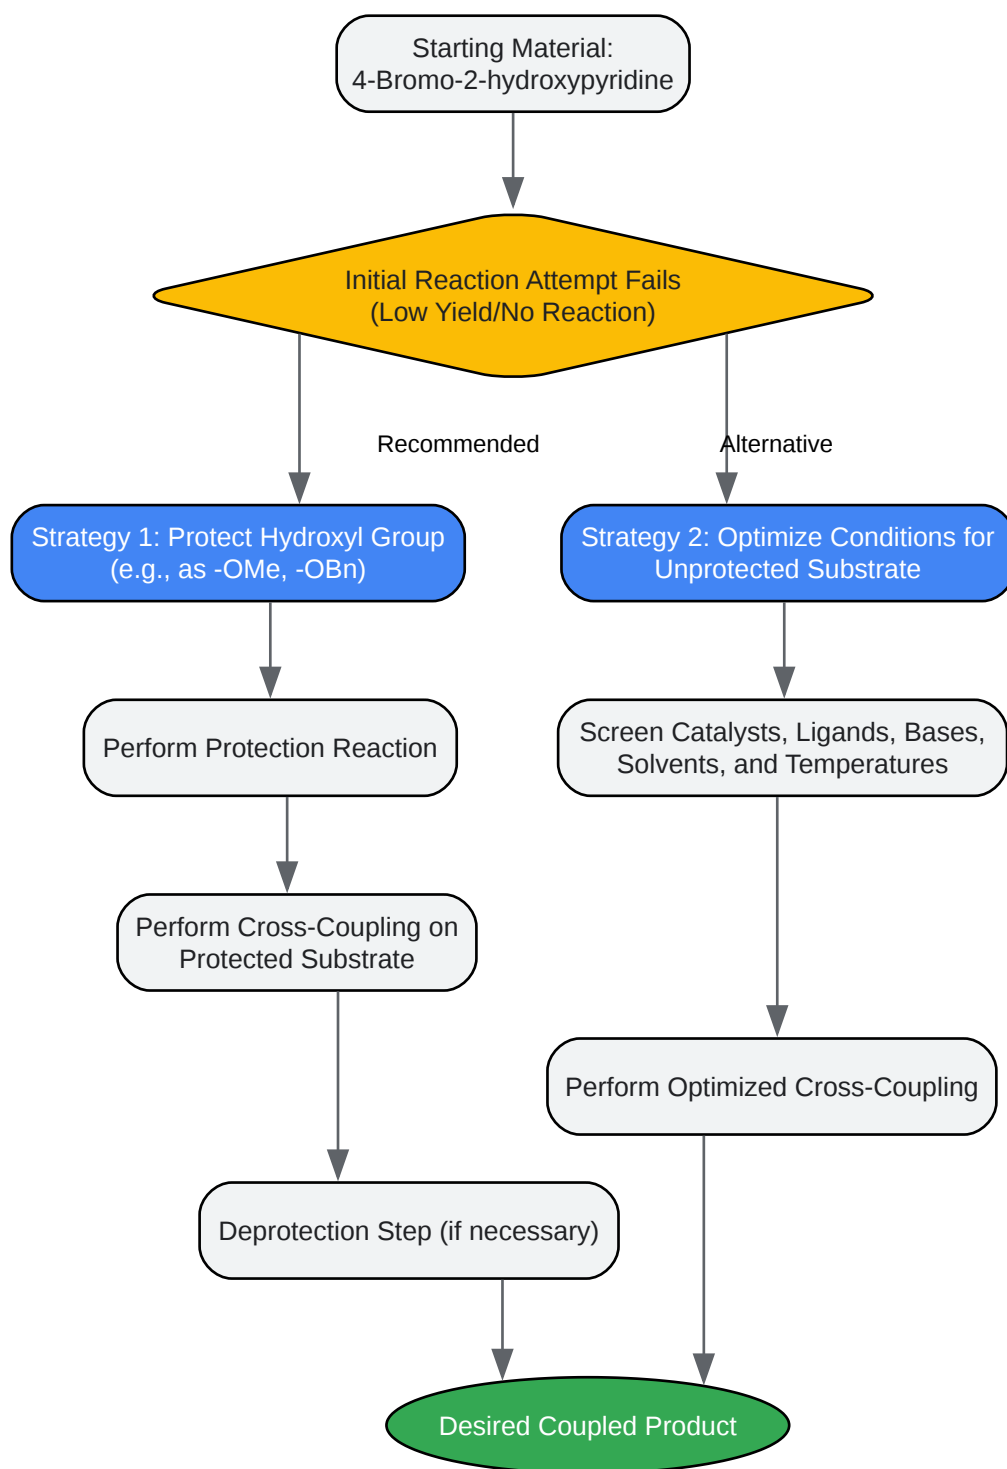 Starting Material:
4-Bromo-2-hydroxypyridine
Initial Reaction Attempt Fails
(Low Yield/No Reaction)
Recommended
Alternative
Strategy 1: Protect Hydroxyl Group
(e.g., as -OMe, -OBn)
Strategy 2: Optimize Conditions for
Unprotected Substrate
Perform Protection Reaction
Screen Catalysts, Ligands, Bases,
Solvents, and Temperatures
Perform Cross-Coupling on
Protected Substrate
Perform Optimized Cross-Coupling
Deprotection Step (if necessary)
Desired Coupled Product